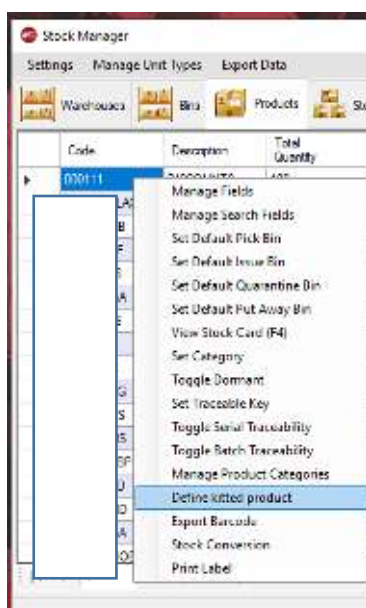 Stock Manager
Settings Manage Unit Types Export Data
Warehouses Bins Products
Code Description Total Quantity
000111
Manage Fields
Manage Search Fields
Set Default Pick Bin
Set Default Issue Bin
Set Default Quarantine Bin
Set Default Put Away Bin
View Stock Card (F4)
Set Category
Toggle Dormant
Set Traceable Key
Toggle Serial Traceability
Toggle Batch Traceability
Manage Product Categories
Define kitted product
Export Barcode
Stock Conversion
Print Label